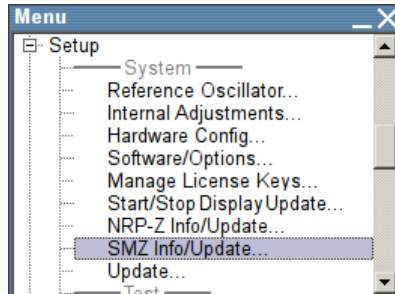 Menu
Setup
System
Reference Oscillator...
Internal Adjustments...
Hardware Config...
Software/Options...
Manage License Keys...
Start/Stop Display Update...
NRP-Z Info/Update...
SMZ Info/Update...
Update...
Test